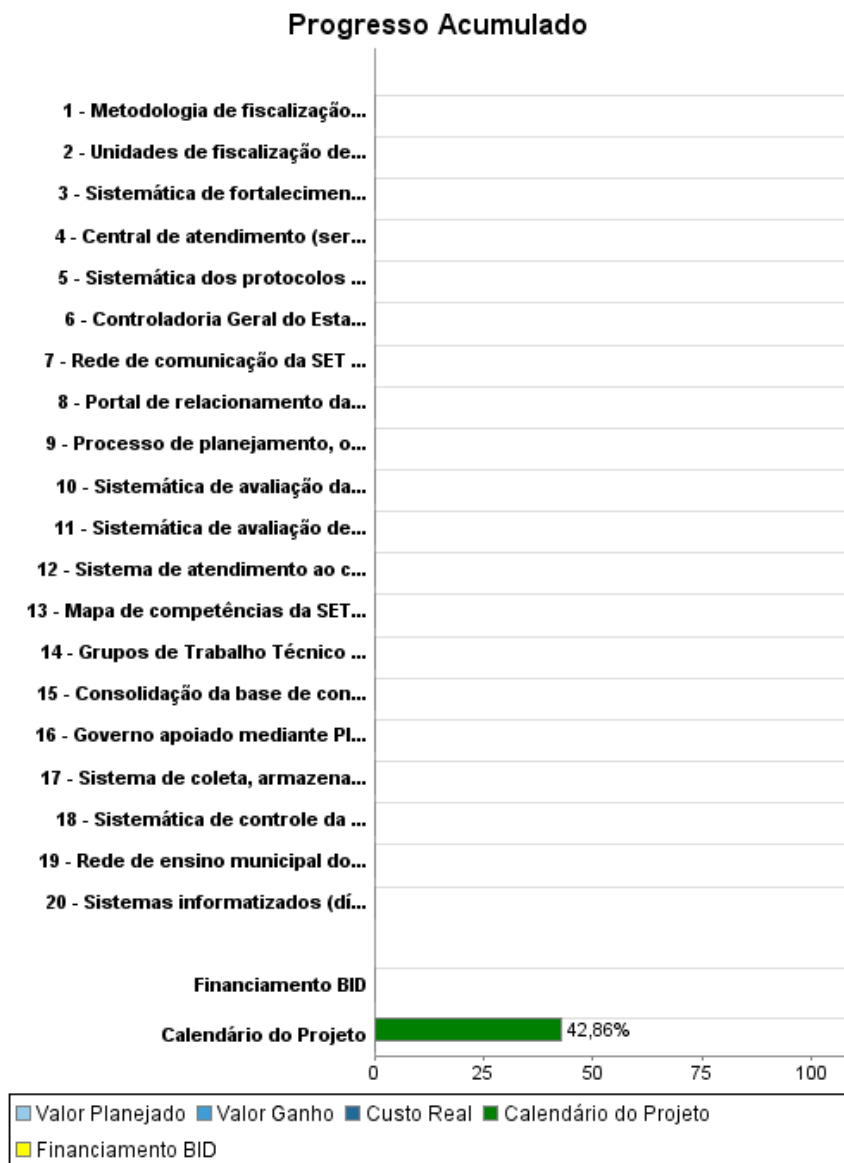 Progresso Acumulado
1 - Metodologia de fiscalização...
2 - Unidades de fiscalização de...
3 - Sistemática de fortalecimen...
4 - Central de atendimento (ser...
5 - Sistemática dos protocolos ...
6 - Controladoria Geral do Esta...
7 - Rede de comunicação da SET ...
8 - Portal de relacionamento da...
9 - Processo de planejamento, o...
10 - Sistemática de avaliação da...
11 - Sistemática de avaliação de...
12 - Sistema de atendimento ao c...
13 - Mapa de competências da SET...
14 - Grupos de Trabalho Técnico ...
15 - Consolidação da base de con...
16 - Governo apoiado mediante Pl...
17 - Sistema de coleta, armazena...
18 - Sistemática de controle da ...
19 - Rede de ensino municipal do...
20 - Sistemas informatizados (dí...
Financiamento BID
Calendário do Projeto 42,86%
0 25 50 75 100
Valor Planejado Valor Ganho Custo Real Calendário do Projeto
Financiamento BID